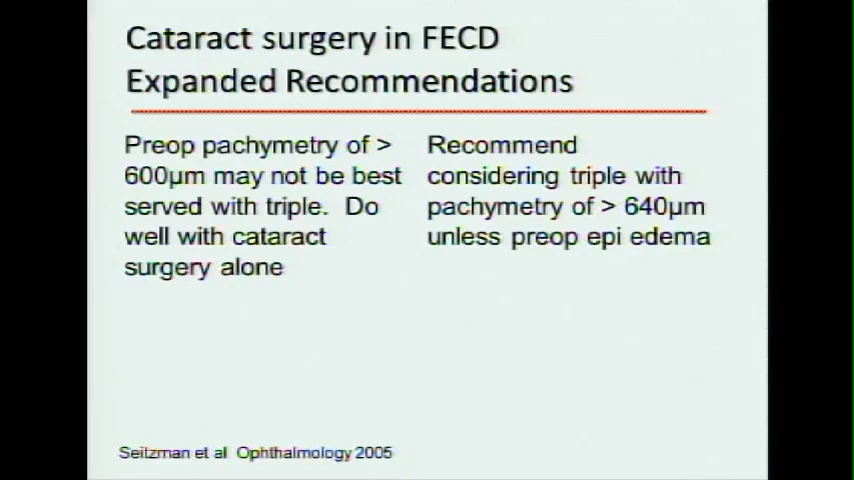 Cataract surgery in FECD
Expanded Recommendations
Preop pachymetry of >
600µm may not be best
served with triple. Do
well with cataract
surgery alone
Recommend
considering triple with
pachymetry of > 640µm
unless preop epi edema
Seitzman et al Ophthalmology 2005